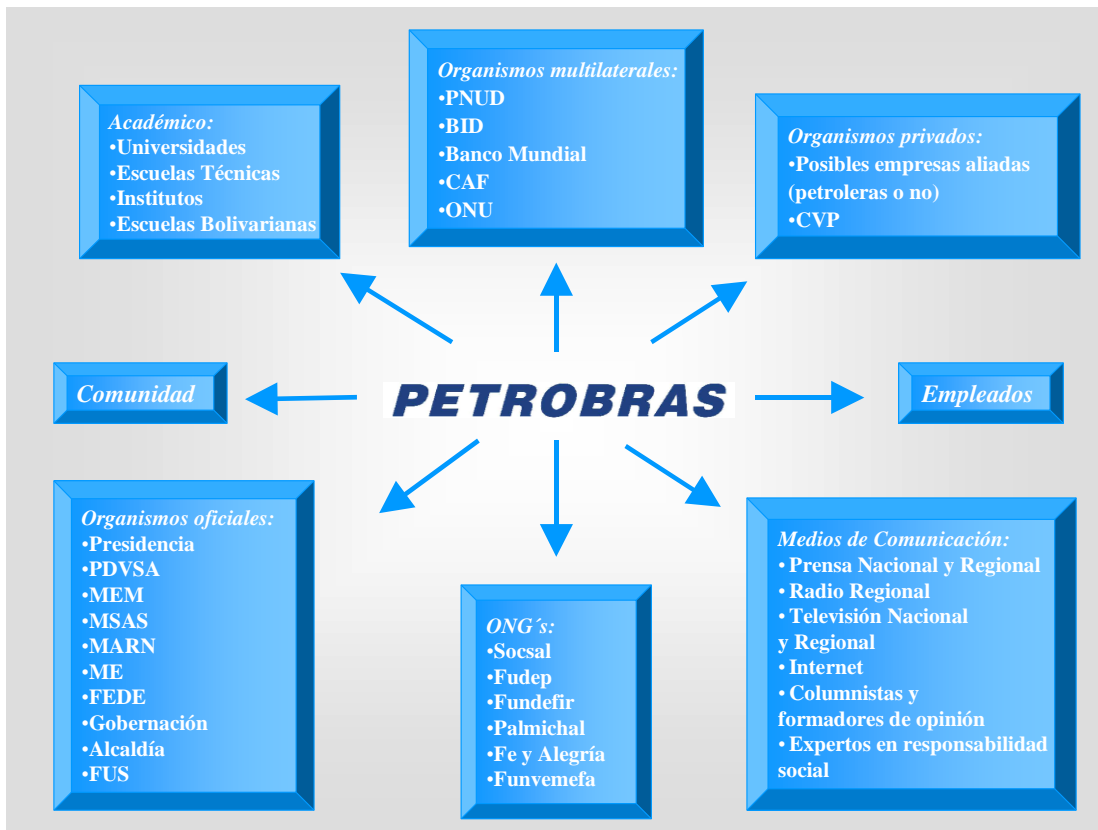 Académico:
•Universidades
•Escuelas Técnicas
•Institutos
•Escuelas Bolivarianas
Organismos multilaterales:
•PNUD
•BID
•Banco Mundial
•CAF
•ONU
Organismos privados:
•Posibles empresas aliadas
(petroleras o no)
•CVP
Comunidad
PETROBRAS
Empleados
Organismos oficiales:
•Presidencia
•PDVSA
•MEM
•MSAS
•MARN
•ME
•FEDE
•Gobernación
•Alcaldía
•FUS
ONG´s:
•Socsal
•Fudep
•Fundefir
•Palmichal
•Fe y Alegría
•Funvemefa
Medios de Comunicación:
• Prensa Nacional y Regional
• Radio Regional
• Televisión Nacional
y Regional
• Internet
• Columnistas y
formadores de opinión
• Expertos en responsabilidad
social